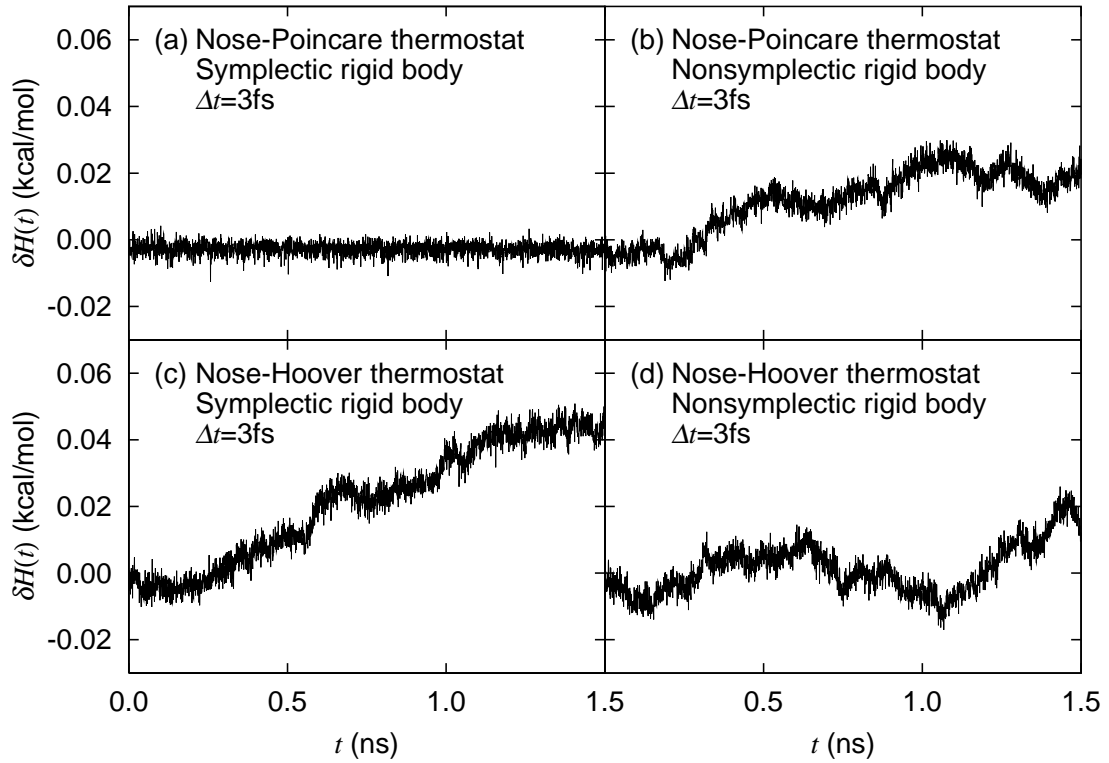 (a) Nose-Poincare thermostat
Symplectic rigid body
Δt=3fs
(b) Nose-Poincare thermostat
Nonsymplectic rigid body
Δt=3fs
0.06
0.04
0.02
0.00
-0.02
δH(t) (kcal/mol)
(c) Nose-Hoover thermostat
Symplectic rigid body
Δt=3fs
(d) Nose-Hoover thermostat
Nonsymplectic rigid body
Δt=3fs
0.06
0.04
0.02
0.00
-0.02
δH(t) (kcal/mol)
0.0 0.5 1.0 1.5 0.5 1.0 1.5
t (ns) t (ns)